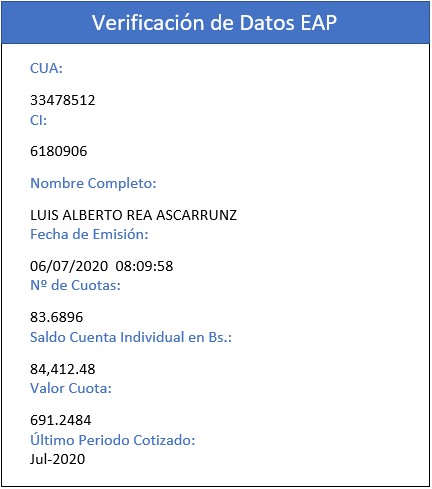 Verificación de Datos EAP
CUA:
33478512
CI:
6180906
Nombre Completo:
LUIS ALBERTO REA ASCARRUNZ
Fecha de Emisión:
06/07/2020  08:09:58
Nº de Cuotas:
83.6896
Saldo Cuenta Individual en Bs.:
84,412.48
Valor Cuota:
691.2484
Último Periodo Cotizado:
Jul-2020